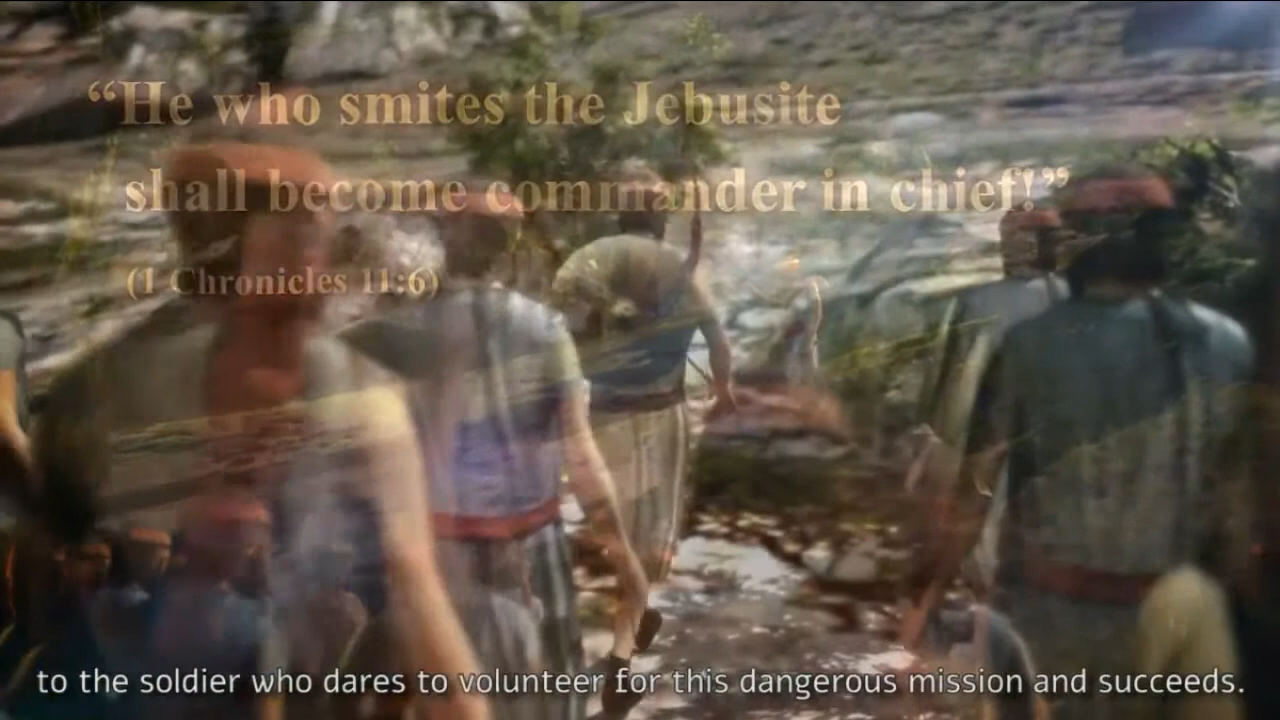 “He who smites the Jebusite
shall become commander in chief!”
(1 Chronicles 11:6)
to the soldier who dares to volunteer for this dangerous mission and succeeds.